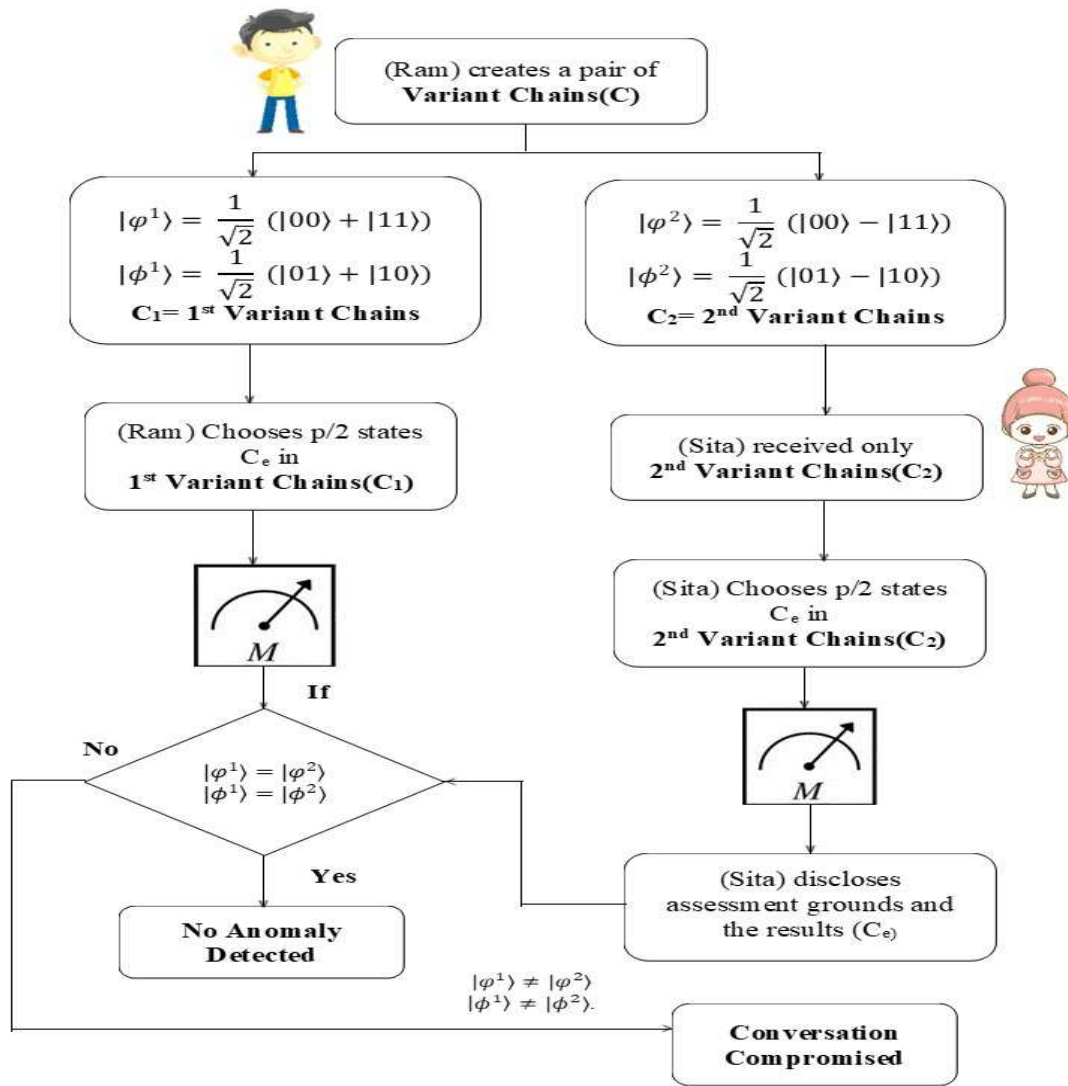 (Ram) creates a pair of
Variant Chains(C)
|φ¹⟩ = 1/√2 (|00⟩ + |11⟩)
|ϕ¹⟩ = 1/√2 (|01⟩ + |10⟩)
C₁= 1ˢᵗ Variant Chains
|φ²⟩ = 1/√2 (|00⟩ − |11⟩)
|ϕ²⟩ = 1/√2 (|01⟩ − |10⟩)
C₂= 2ⁿᵈ Variant Chains
(Ram) Chooses p/2 states
Cₑ in
1ˢᵗ Variant Chains(C₁)
(Sita) received only
2ⁿᵈ Variant Chains(C₂)
(Sita) Chooses p/2 states
Cₑ in
2ⁿᵈ Variant Chains(C₂)
M
If
M
No
|φ¹⟩ = |φ²⟩
|ϕ¹⟩ = |ϕ²⟩
Yes
(Sita) discloses
assessment grounds and
the results (Cₑ)
No Anomaly
Detected
|φ¹⟩ ≠ |φ²⟩
|ϕ¹⟩ ≠ |ϕ²⟩.
Conversation
Compromised